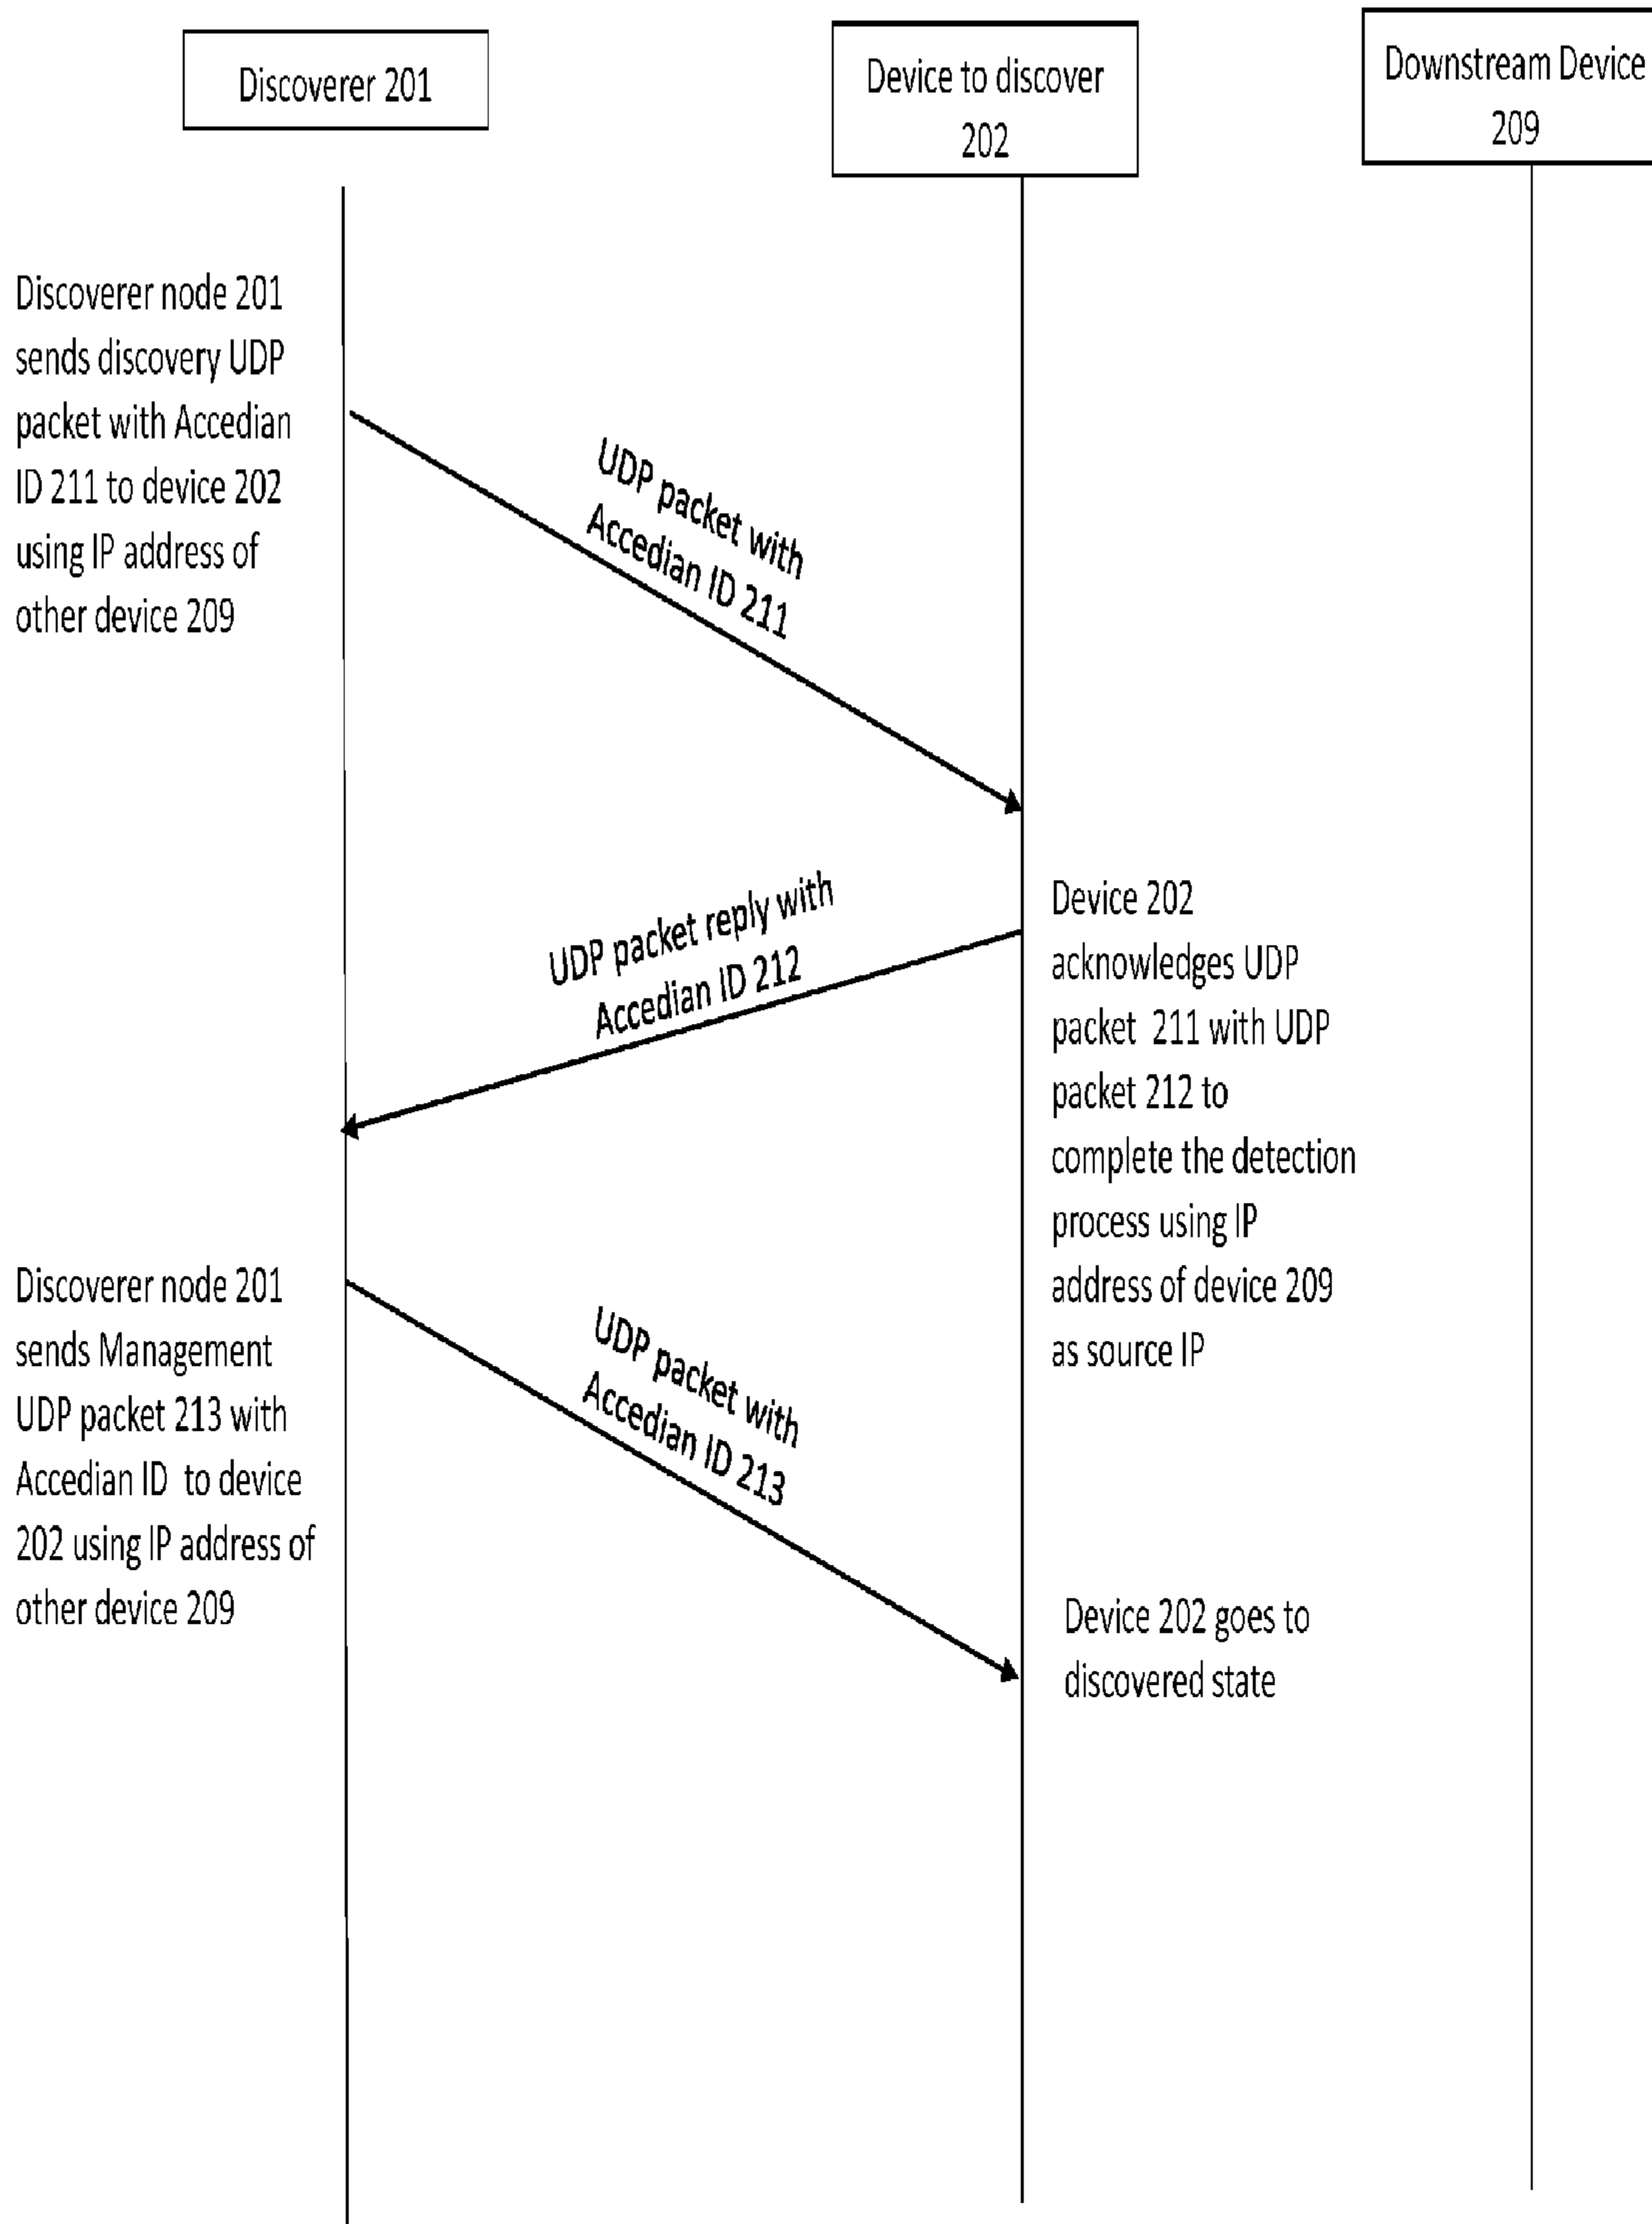 Discoverer 201
Device to discover
202
Downstream Device
209
Discoverer node 201
sends discovery UDP
packet with Accedian
ID 211 to device 202
using IP address of
other device 209
UDP packet with
Accedian ID 211
UDP packet reply with
Accedian ID 212
Device 202
acknowledges UDP
packet 211 with UDP
packet 212 to
complete the detection
process using IP
address of device 209
as source IP
Discoverer node 201
sends Management
UDP packet 213 with
Accedian ID to device
202 using IP address of
other device 209
UDP packet with
Accedian ID 213
Device 202 goes to
discovered state